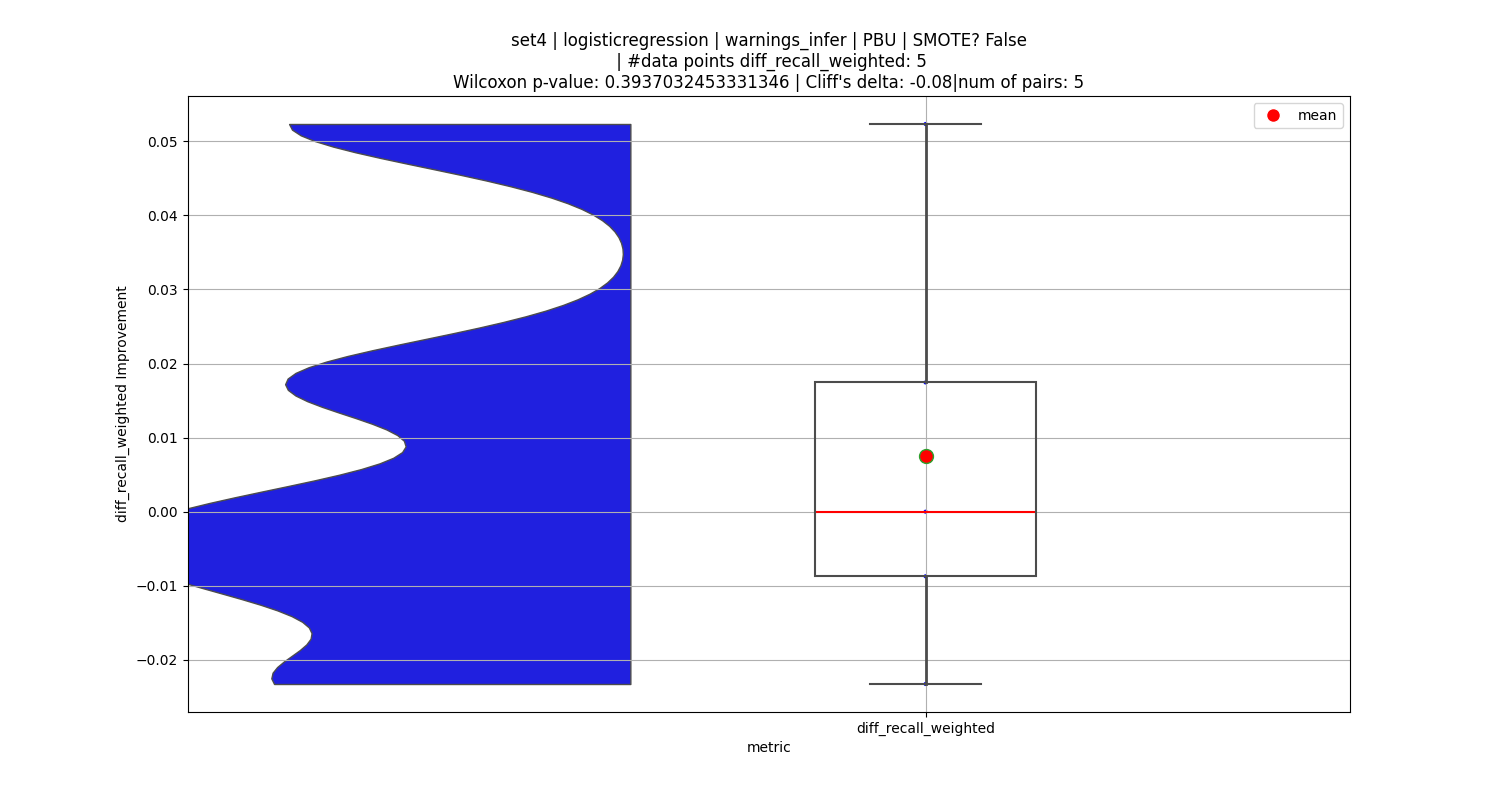 set4 | logisticregression | warnings_infer | PBU | SMOTE? False
| #data points diff_recall_weighted: 5
Wilcoxon p-value: 0.3937032453331346 | Cliff's delta: -0.08|num of pairs: 5
mean
0.05
0.04
0.03
0.02
0.01
0.00
−0.01
−0.02
diff_recall_weighted Improvement
diff_recall_weighted
metric